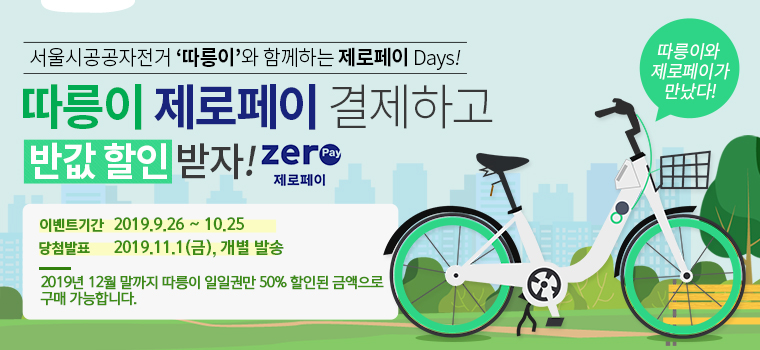 서울시공공자전거 '따릉이'와 함께하는 제로페이 Days!
따릉이 제로페이 결제하고
반값 할인 받자! zero Pay
제로페이
따릉이와
제로페이가
만났다!
이벤트기간 2019.9.26 ~ 10.25
당첨발표 2019.11.1(금), 개별 발송
2019년 12월 말까지 따릉이 일일권만 50% 할인된 금액으로
구매 가능합니다.